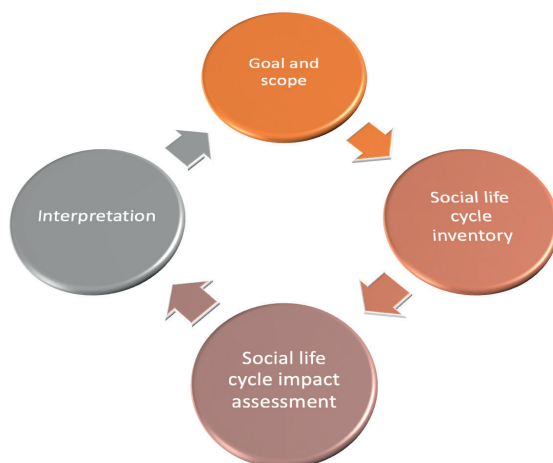 Goal and
scope
Social life
cycle
inventory
Social life
cycle impact
assessment
Interpretation